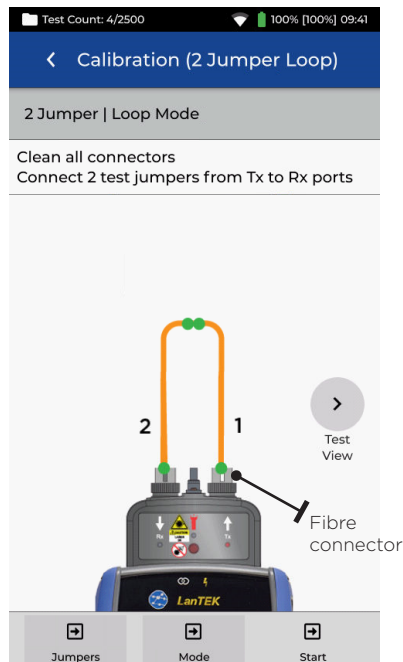 Test Count: 4/2500 100% [100%] 09:41
Calibration (2 Jumper Loop)
2 Jumper | Loop Mode
Clean all connectors
Connect 2 test jumpers from Tx to Rx ports
2 1
Test
View
Fibre
connector
Rx Tx
LanTEK
Jumpers Mode Start